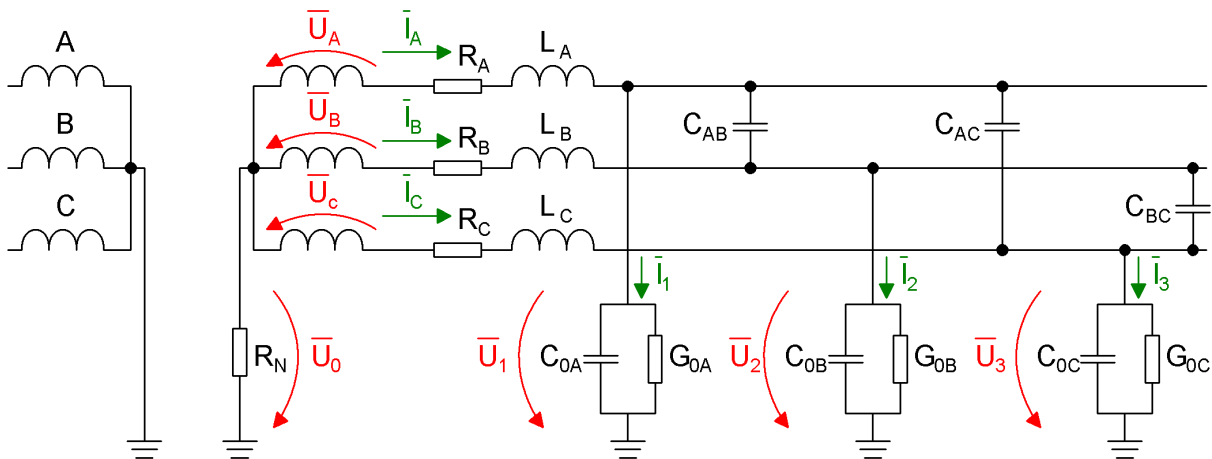 A
B
C
U̅A
I̅A
RA
LA
U̅B
I̅B
RB
LB
U̅c
I̅C
RC
LC
CAB
CAC
CBC
RN
U̅0
U̅1
I̅1
C0A
G0A
U̅2
I̅2
C0B
G0B
U̅3
I̅3
C0C
G0C